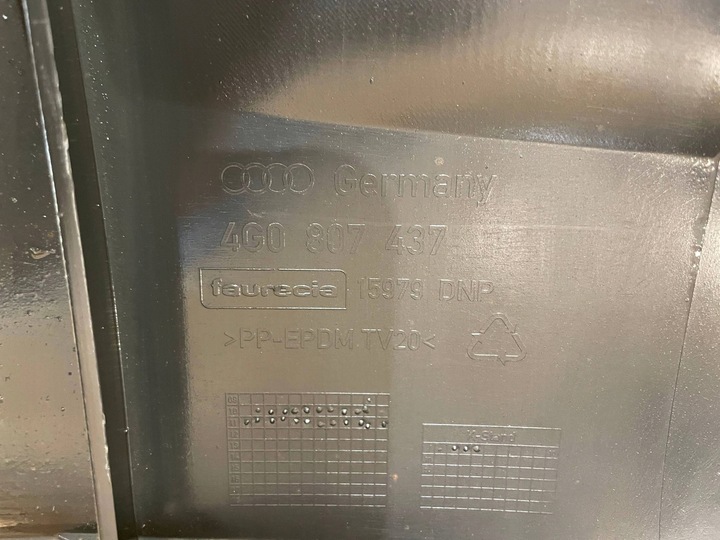 Germany
4G0 807 437
faurecia 15979 DNP
>PP-EPDM TV20<